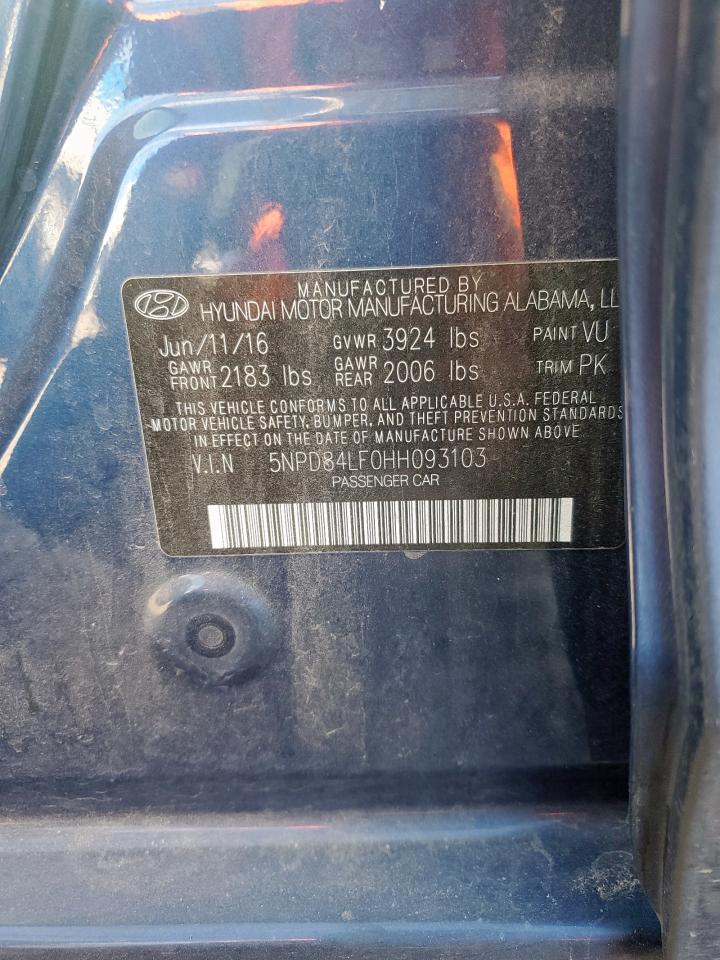 MANUFACTURED BY
HYUNDAI MOTOR MANUFACTURING ALABAMA, LL
Jun/11/16 GVWR 3924 lbs PAINT VU
GAWR FRONT 2183 lbs GAWR REAR 2006 lbs TRIM PK
THIS VEHICLE CONFORMS TO ALL APPLICABLE U.S.A. FEDERAL
MOTOR VEHICLE SAFETY, BUMPER, AND THEFT PREVENTION STANDARDS
IN EFFECT ON THE DATE OF MANUFACTURE SHOWN ABOVE
V.I.N 5NPD84LF0HH093103
PASSENGER CAR